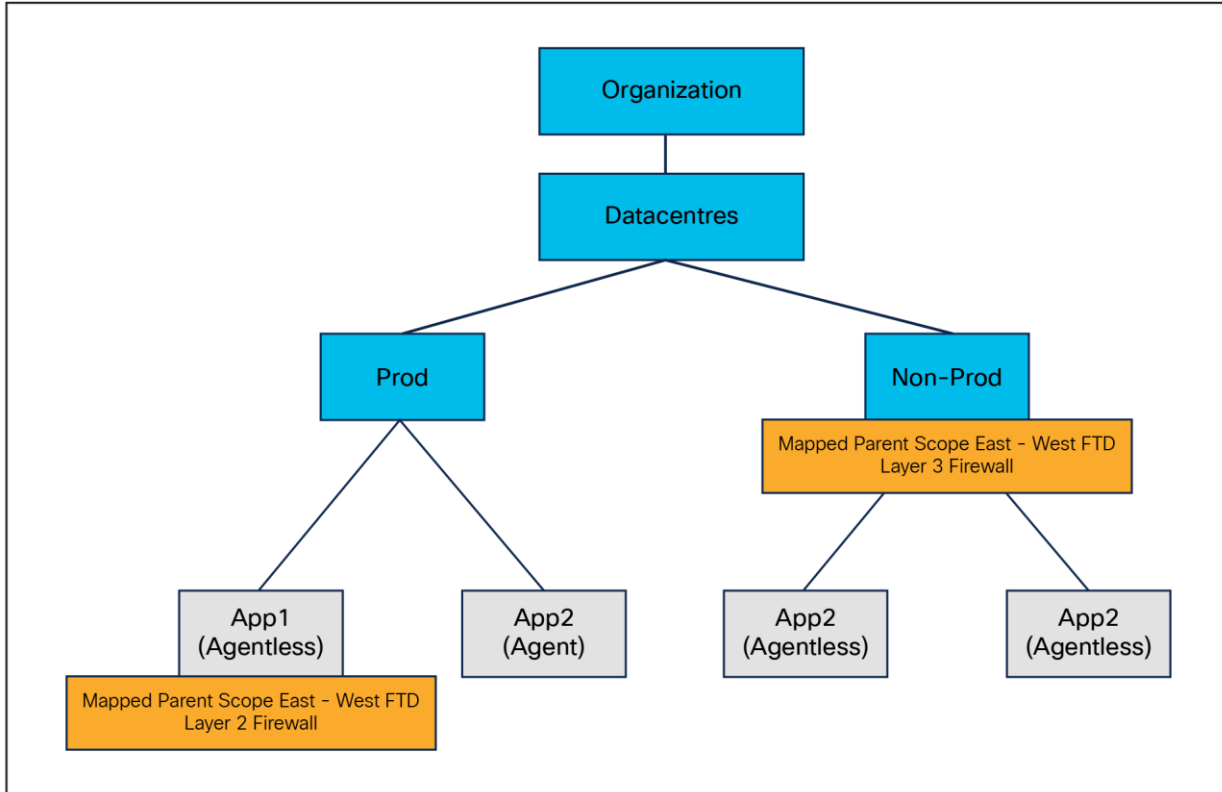 Organization
Datacentres
Prod
Non-Prod
Mapped Parent Scope East - West FTD
Layer 3 Firewall
App1
(Agentless)
Mapped Parent Scope East - West FTD
Layer 2 Firewall
App2
(Agent)
App2
(Agentless)
App2
(Agentless)